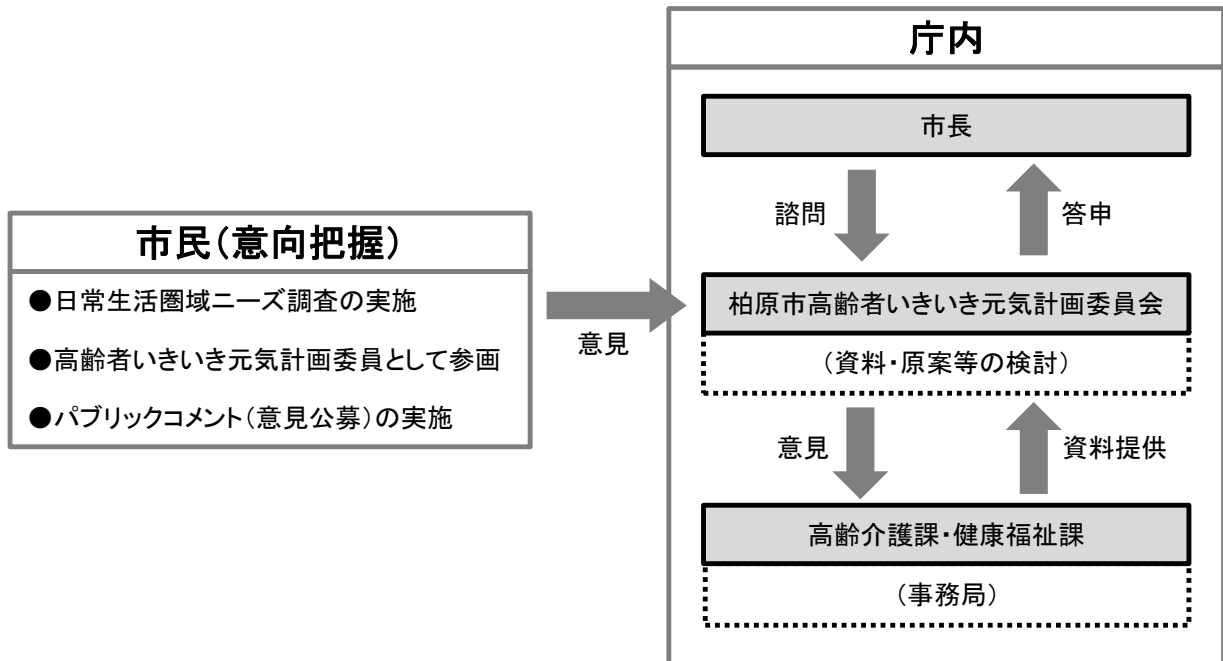 庁内
市長
諮問
答申
市民(意向把握)
●日常生活圏域ニーズ調査の実施
●高齢者いきいき元気計画委員として参画
●パブリックコメント(意見公募)の実施
意見
柏原市高齢者いきいき元気計画委員会
(資料・原案等の検討)
意見
資料提供
高齢介護課・健康福祉課
(事務局)